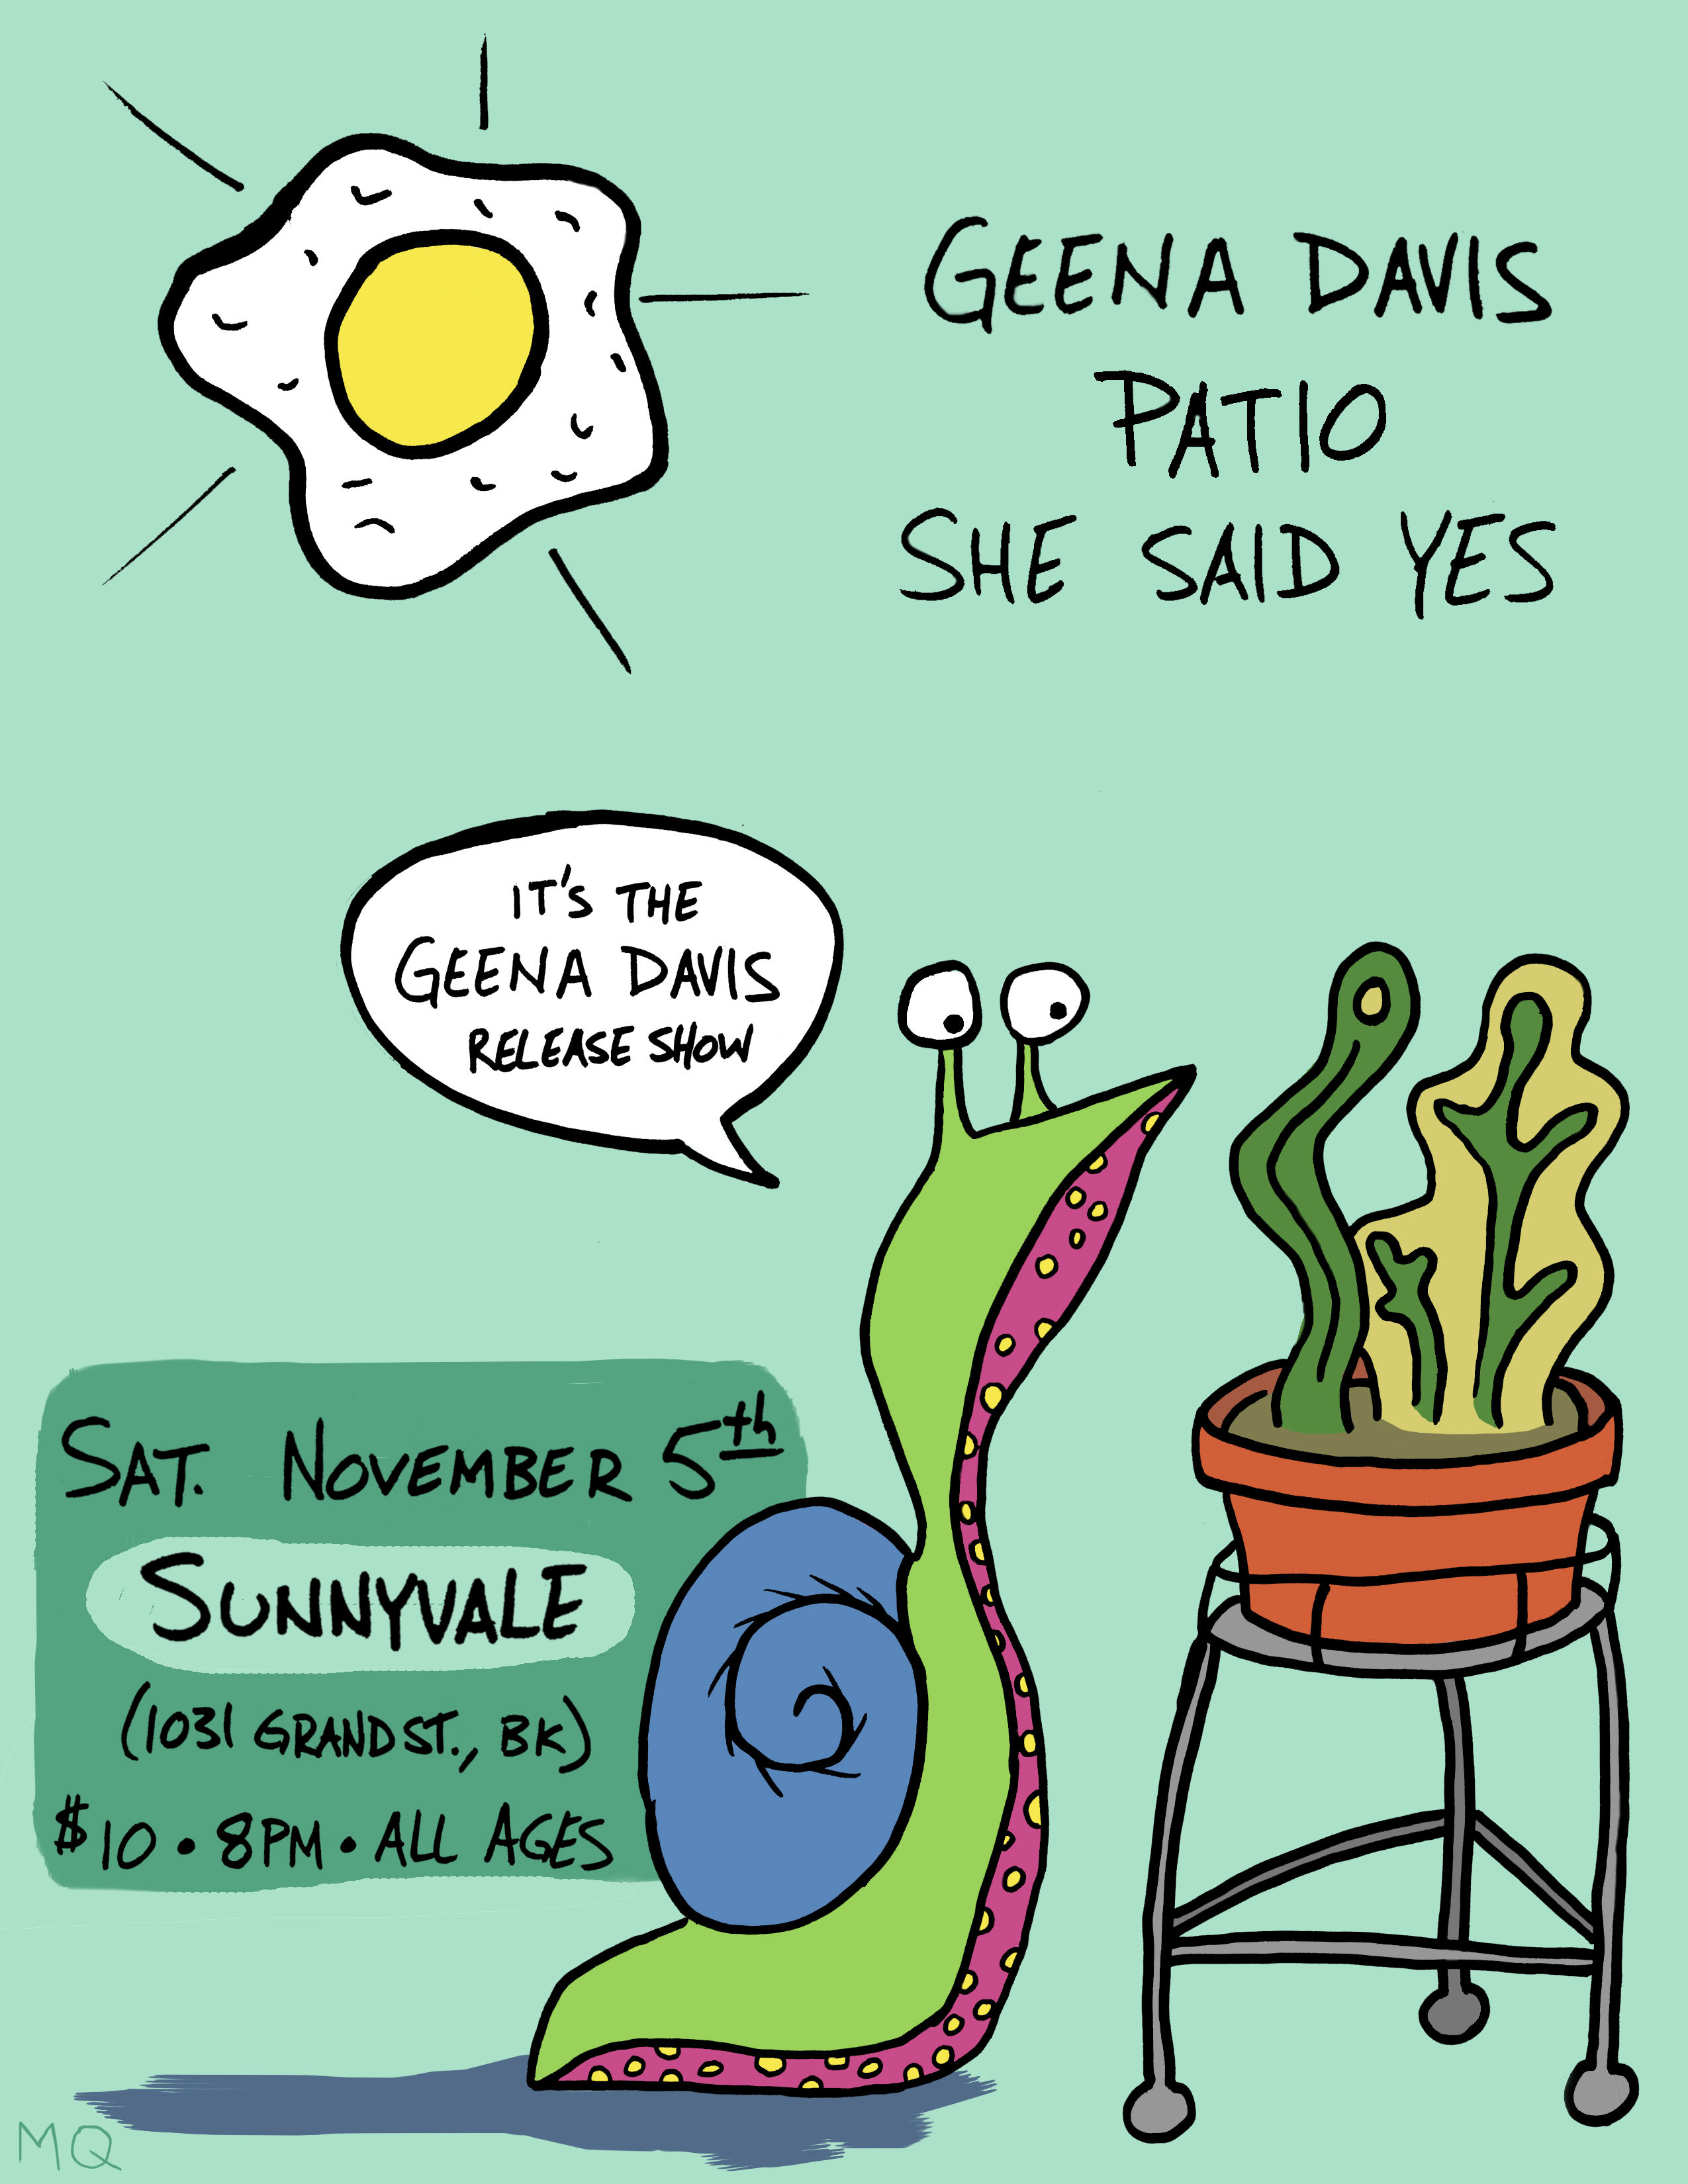 GEENA DAVIS
PATIO
SHE SAID YES
IT'S THE
GEENA DAVIS
RELEASE SHOW
SAT. NOVEMBER 5th
SUNNYVALE
(1031 GRAND ST., BK)
$10 • 8PM • ALL AGES
MQ